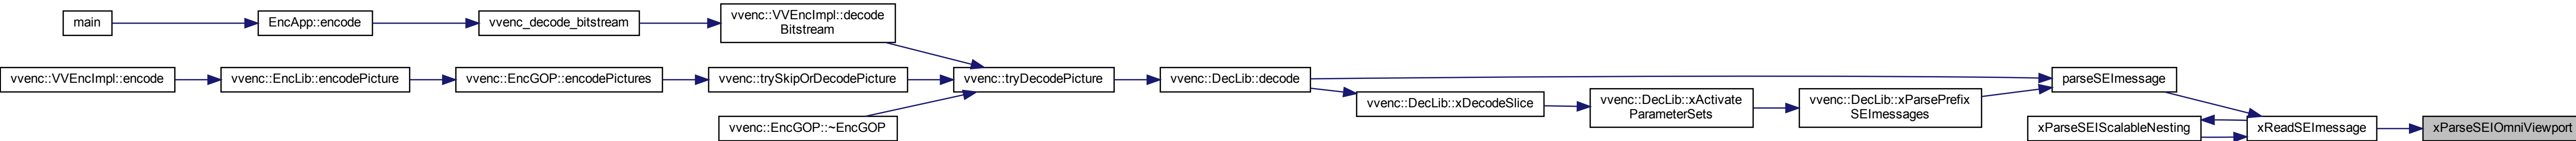 main
EncApp::encode
vvenc_decode_bitstream
vvenc::VVEncImpl::decode
Bitstream
vvenc::VVEncImpl::encode
vvenc::EncLib::encodePicture
vvenc::EncGOP::encodePictures
vvenc::trySkipOrDecodePicture
vvenc::tryDecodePicture
vvenc::DecLib::decode
parseSEImessage
vvenc::DecLib::xDecodeSlice
vvenc::DecLib::xActivate
ParameterSets
vvenc::DecLib::xParsePrefix
SEImessages
vvenc::EncGOP::~EncGOP
xParseSEIScalableNesting
xReadSEImessage
xParseSEIOmniViewport